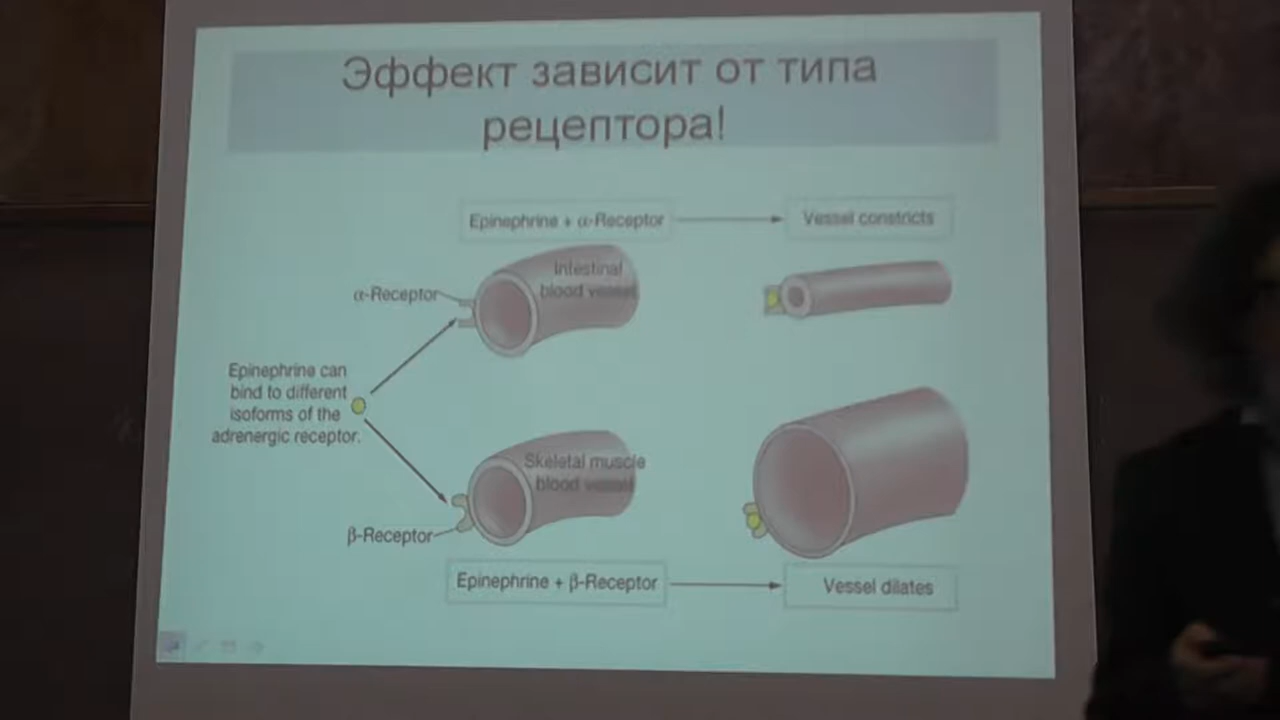 Эффект зависит от типа
рецептора!
Epinephrine + α-Receptor
Vessel constricts
Intestinal
blood vessel
α-Receptor
Epinephrine can
bind to different
isoforms of the
adrenergic receptor.
Skeletal muscle
blood vessel
β-Receptor
Epinephrine + β-Receptor
Vessel dilates